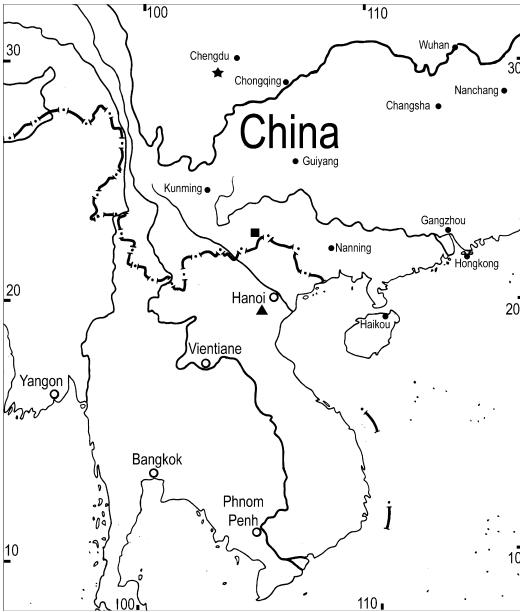 100
110
30
30
Chengdu
Wuhan
Chongqing
Nanchang
Changsha
China
Guiyang
Kunming
Gangzhou
Nanning
Hongkong
Hanoi
20
20
Haikou
Vientiane
Yangon
Bangkok
Phnom
Penh
10
10
100
110